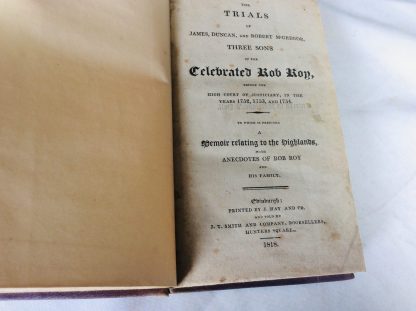 THE
TRIALS
OF
JAMES, DUNCAN, AND ROBERT M'GREGOR,
THREE SONS
OF THE
Celebrated Rob Roy,
BEFORE THE
HIGH COURT OF JUSTICIARY, IN THE
YEARS 1752, 1753, AND 1754.
TO WHICH IS PREFIXED
A
Memoir relating to the Highlands,
WITH
ANECDOTES OF ROB ROY
AND
HIS FAMILY.
Edinburgh:
PRINTED BY J. HAY AND CO.
AND SOLD BY
J. T. SMITH AND COMPANY, BOOKSELLERS,
HUNTERS SQUARE.
1818.